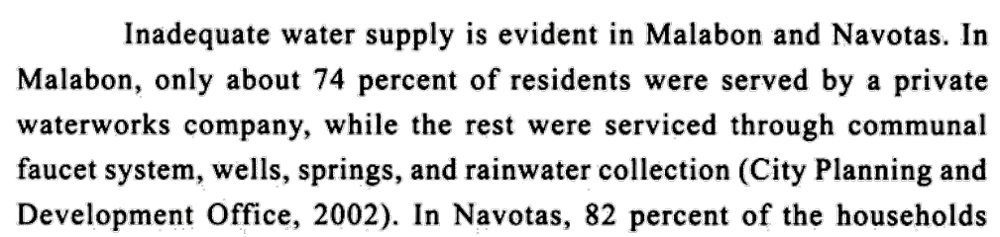 Inadequate water supply is evident in Malabon and Navotas. In
Malabon, only about 74 percent of residents were served by a private
waterworks company, while the rest were serviced through communal
faucet system, wells, springs, and rainwater collection (City Planning and
Development Office, 2002). In Navotas, 82 percent of the households